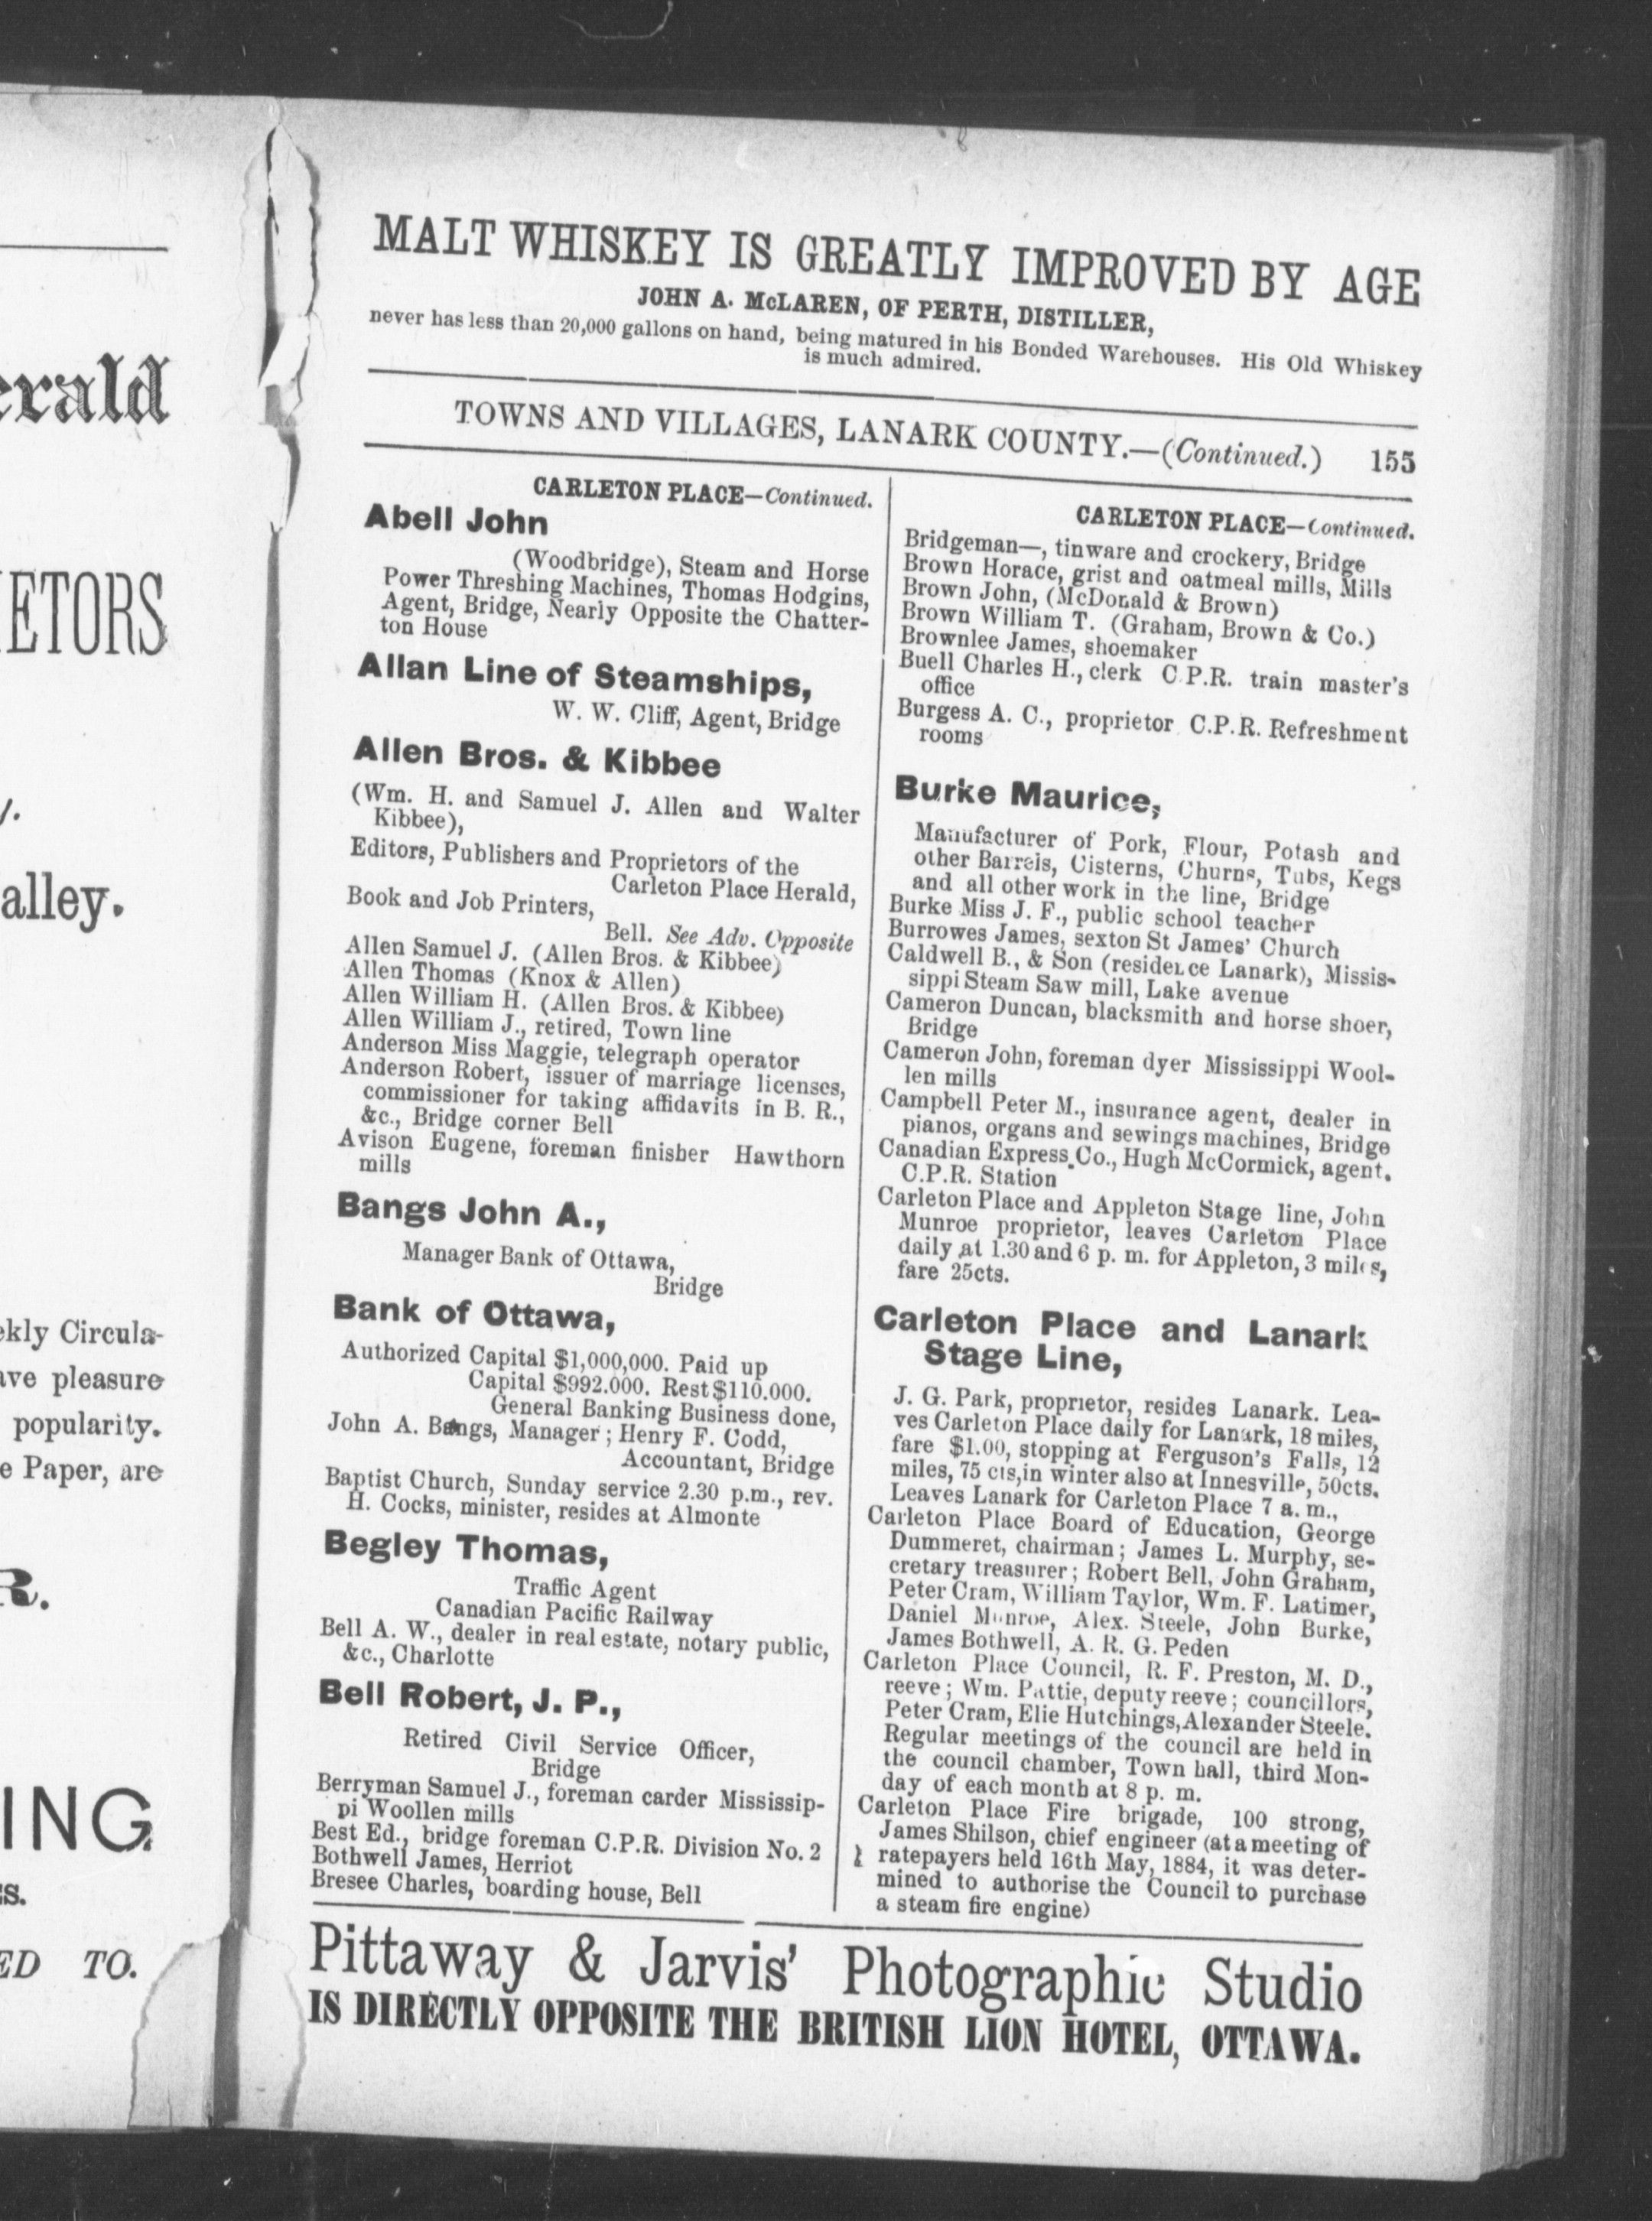 erald
ETORS
alley.
ekly Circula-
ave pleasure
popularity.
e Paper, are
R.
ING
ES.
ED TO.
MALT WHISKEY IS GREATLY IMPROVED BY AGE
JOHN A. McLAREN, OF PERTH, DISTILLER,
never has less than 20,000 gallons on hand, being matured in his Bonded Warehouses. His Old Whiskey
is much admired.
TOWNS AND VILLAGES, LANARK COUNTY.—(Continued.) 155
CARLETON PLACE—Continued.
Abell John
(Woodbridge), Steam and Horse
Power Threshing Machines, Thomas Hodgins,
Agent, Bridge, Nearly Opposite the Chatter-
ton House
Allan Line of Steamships,
W. W. Cliff, Agent, Bridge
Allen Bros. & Kibbee
(Wm. H. and Samuel J. Allen and Walter
Kibbee),
Editors, Publishers and Proprietors of the
Carleton Place Herald,
Book and Job Printers,
Bell. See Adv. Opposite
Allen Samuel J. (Allen Bros. & Kibbee)
Allen Thomas (Knox & Allen)
Allen William H. (Allen Bros. & Kibbee)
Allen William J., retired, Town line
Anderson Miss Maggie, telegraph operator
Anderson Robert, issuer of marriage licenses,
commissioner for taking affidavits in B. R.,
&c., Bridge corner Bell
Avison Eugene, foreman finisher Hawthorn
mills
Bangs John A.,
Manager Bank of Ottawa,
Bridge
Bank of Ottawa,
Authorized Capital $1,000,000. Paid up
Capital $992.000. Rest $110.000.
General Banking Business done,
John A. Bangs, Manager; Henry F. Codd,
Accountant, Bridge
Baptist Church, Sunday service 2.30 p.m., rev.
H. Cocks, minister, resides at Almonte
Begley Thomas,
Traffic Agent
Canadian Pacific Railway
Bell A. W., dealer in real estate, notary public,
&c., Charlotte
Bell Robert, J. P.,
Retired Civil Service Officer,
Bridge
Berryman Samuel J., foreman carder Mississip-
pi Woollen mills
Best Ed., bridge foreman C.P.R. Division No. 2
Bothwell James, Herriot
Bresee Charles, boarding house, Bell
CARLETON PLACE—Continued.
Bridgeman—, tinware and crockery, Bridge
Brown Horace, grist and oatmeal mills, Mills
Brown John, (McDonald & Brown)
Brown William T. (Graham, Brown & Co.)
Brownlee James, shoemaker
Buell Charles H., clerk C.P.R. train master's
office
Burgess A. C., proprietor C.P.R. Refreshment
rooms
Burke Maurice,
Manufacturer of Pork, Flour, Potash and
other Barrels, Cisterns, Churns, Tubs, Kegs
and all other work in the line, Bridge
Burke Miss J. F., public school teacher
Burrowes James, sexton St James' Church
Caldwell B., & Son (residence Lanark), Missis-
sippi Steam Saw mill, Lake avenue
Cameron Duncan, blacksmith and horse shoer,
Bridge
Cameron John, foreman dyer Mississippi Wool-
len mills
Campbell Peter M., insurance agent, dealer in
pianos, organs and sewings machines, Bridge
Canadian Express Co., Hugh McCormick, agent.
C.P.R. Station
Carleton Place and Appleton Stage line, John
Munroe proprietor, leaves Carleton Place
daily at 1.30 and 6 p. m. for Appleton, 3 miles,
fare 25cts.
Carleton Place and Lanark
Stage Line,
J. G. Park, proprietor, resides Lanark. Lea-
ves Carleton Place daily for Lanark, 18 miles,
fare $1.00, stopping at Ferguson's Falls, 12
miles, 75 cts, in winter also at Innesville, 50cts.
Leaves Lanark for Carleton Place 7 a. m.,
Carleton Place Board of Education, George
Dummeret, chairman; James L. Murphy, se-
cretary treasurer; Robert Bell, John Graham,
Peter Cram, William Taylor, Wm. F. Latimer,
Daniel Munroe, Alex. Steele, John Burke,
James Bothwell, A. R. G. Peden
Carleton Place Council, R. F. Preston, M. D.,
reeve; Wm. Pattie, deputy reeve; councillors,
Peter Cram, Elie Hutchings, Alexander Steele.
Regular meetings of the council are held in
the council chamber, Town hall, third Mon-
day of each month at 8 p. m.
Carleton Place Fire brigade, 100 strong,
James Shilson, chief engineer (at a meeting of
ratepayers held 16th May, 1884, it was deter-
mined to authorise the Council to purchase
a steam fire engine)
Pittaway & Jarvis' Photographic Studio
IS DIRECTLY OPPOSITE THE BRITISH LION HOTEL, OTTAWA.